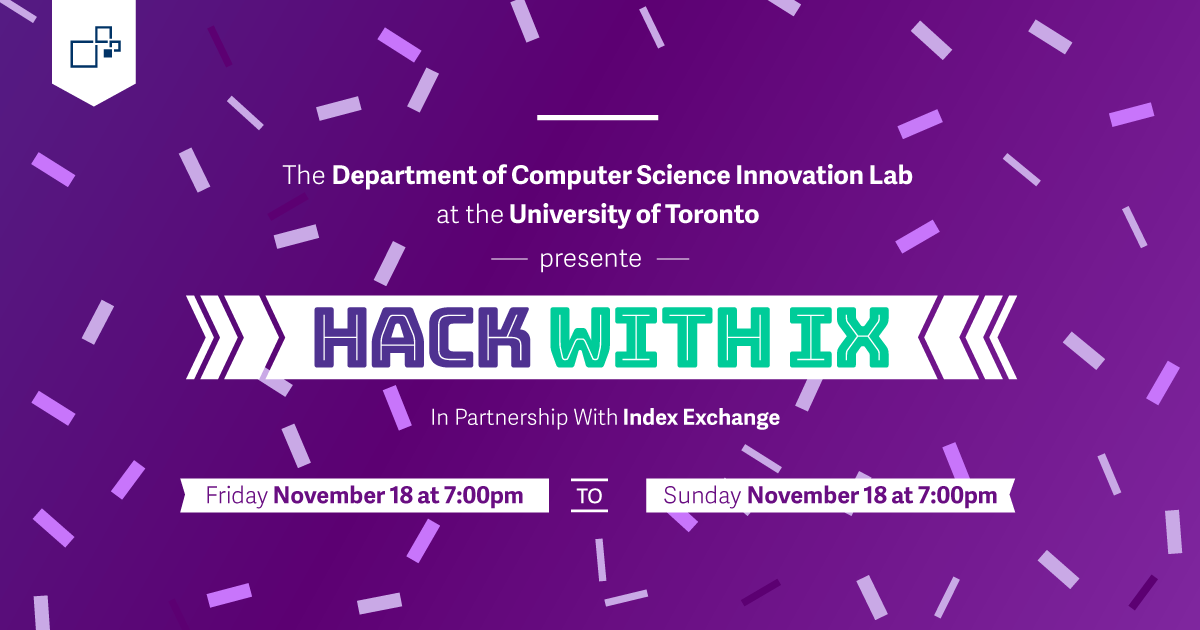 The Department of Computer Science Innovation Lab
at the University of Toronto
presente
HACK WITH IX
In Partnership With Index Exchange
Friday November 18 at 7:00pm TO Sunday November 18 at 7:00pm